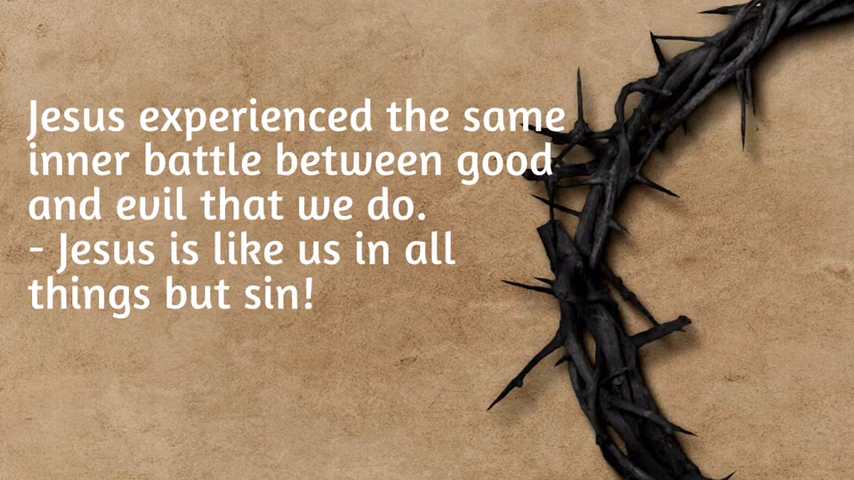 Jesus experienced the same
inner battle between good
and evil that we do.
- Jesus is like us in all
things but sin!